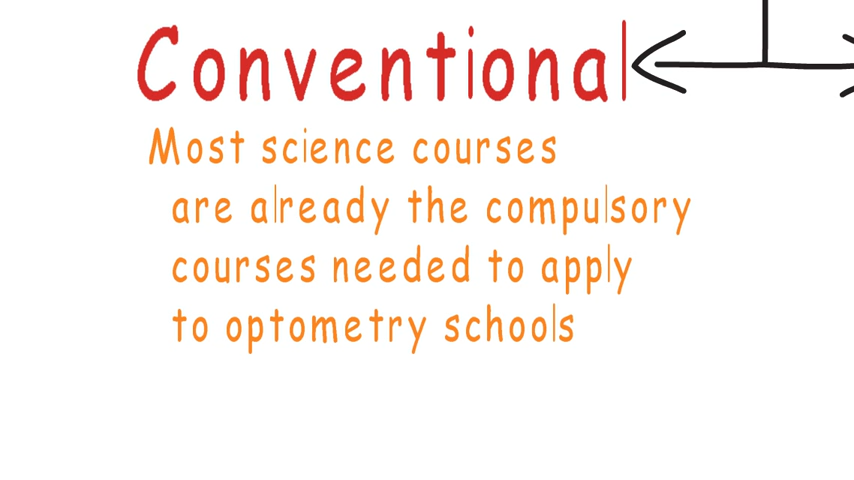 Conventional
Most science courses
are already the compulsory
courses needed to apply
to optometry schools